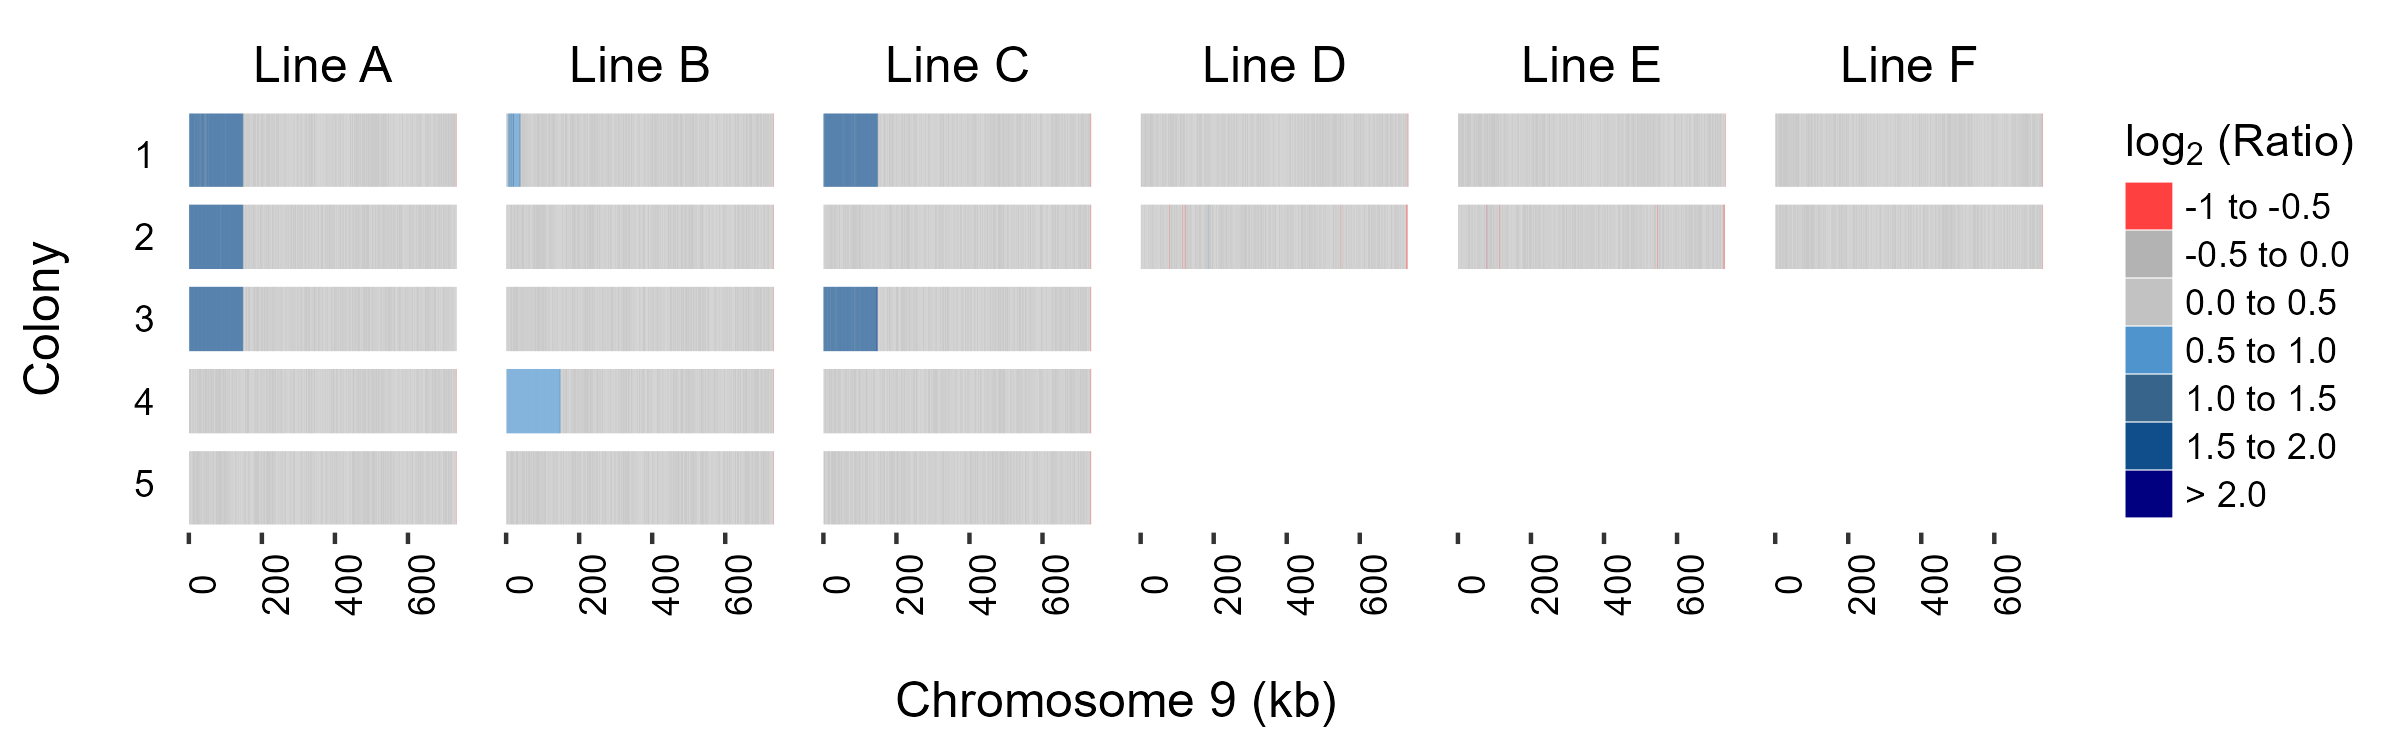 Line A
Line B
Line C
Line D
Line E
Line F
Colony
1
2
3
4
5
0 200 400 600
0 200 400 600
0 200 400 600
0 200 400 600
0 200 400 600
0 200 400 600
Chromosome 9 (kb)
log₂ (Ratio)
-1 to -0.5
-0.5 to 0.0
0.0 to 0.5
0.5 to 1.0
1.0 to 1.5
1.5 to 2.0
> 2.0